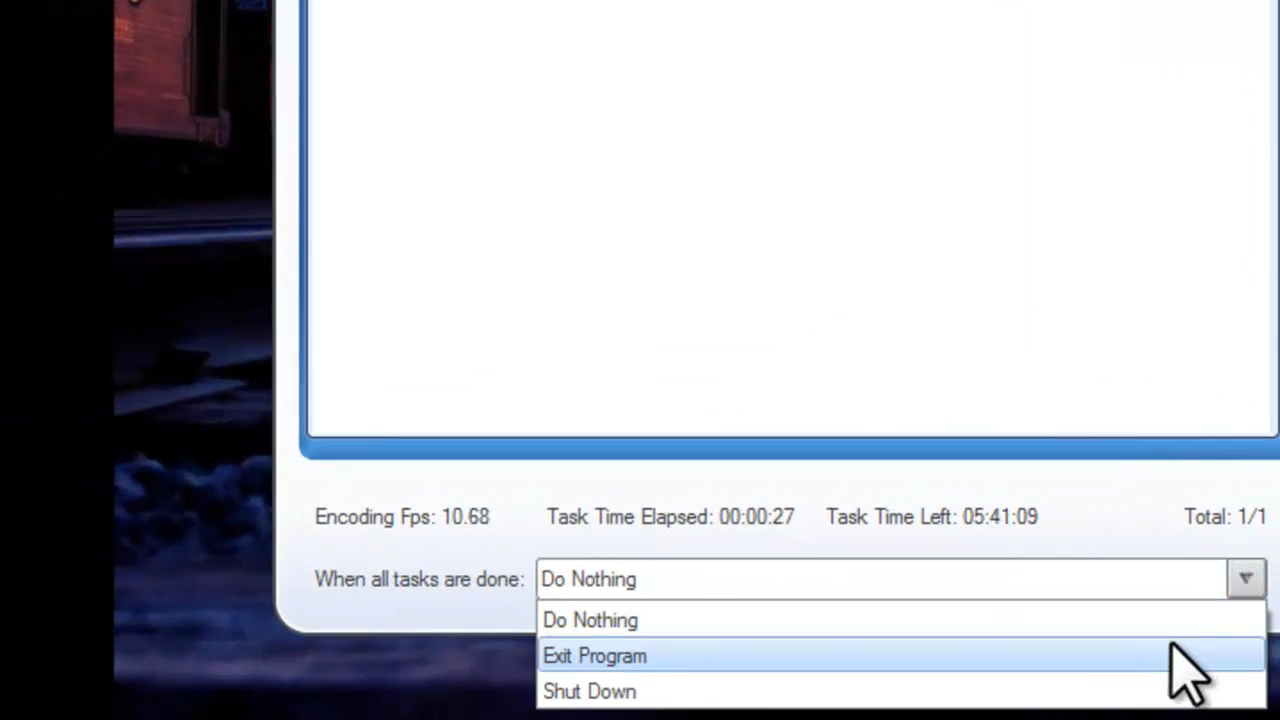 Encoding Fps: 10.68 Task Time Elapsed: 00:00:27 Task Time Left: 05:41:09 Total: 1/1
When all tasks are done: Do Nothing
Do Nothing
Exit Program
Shut Down